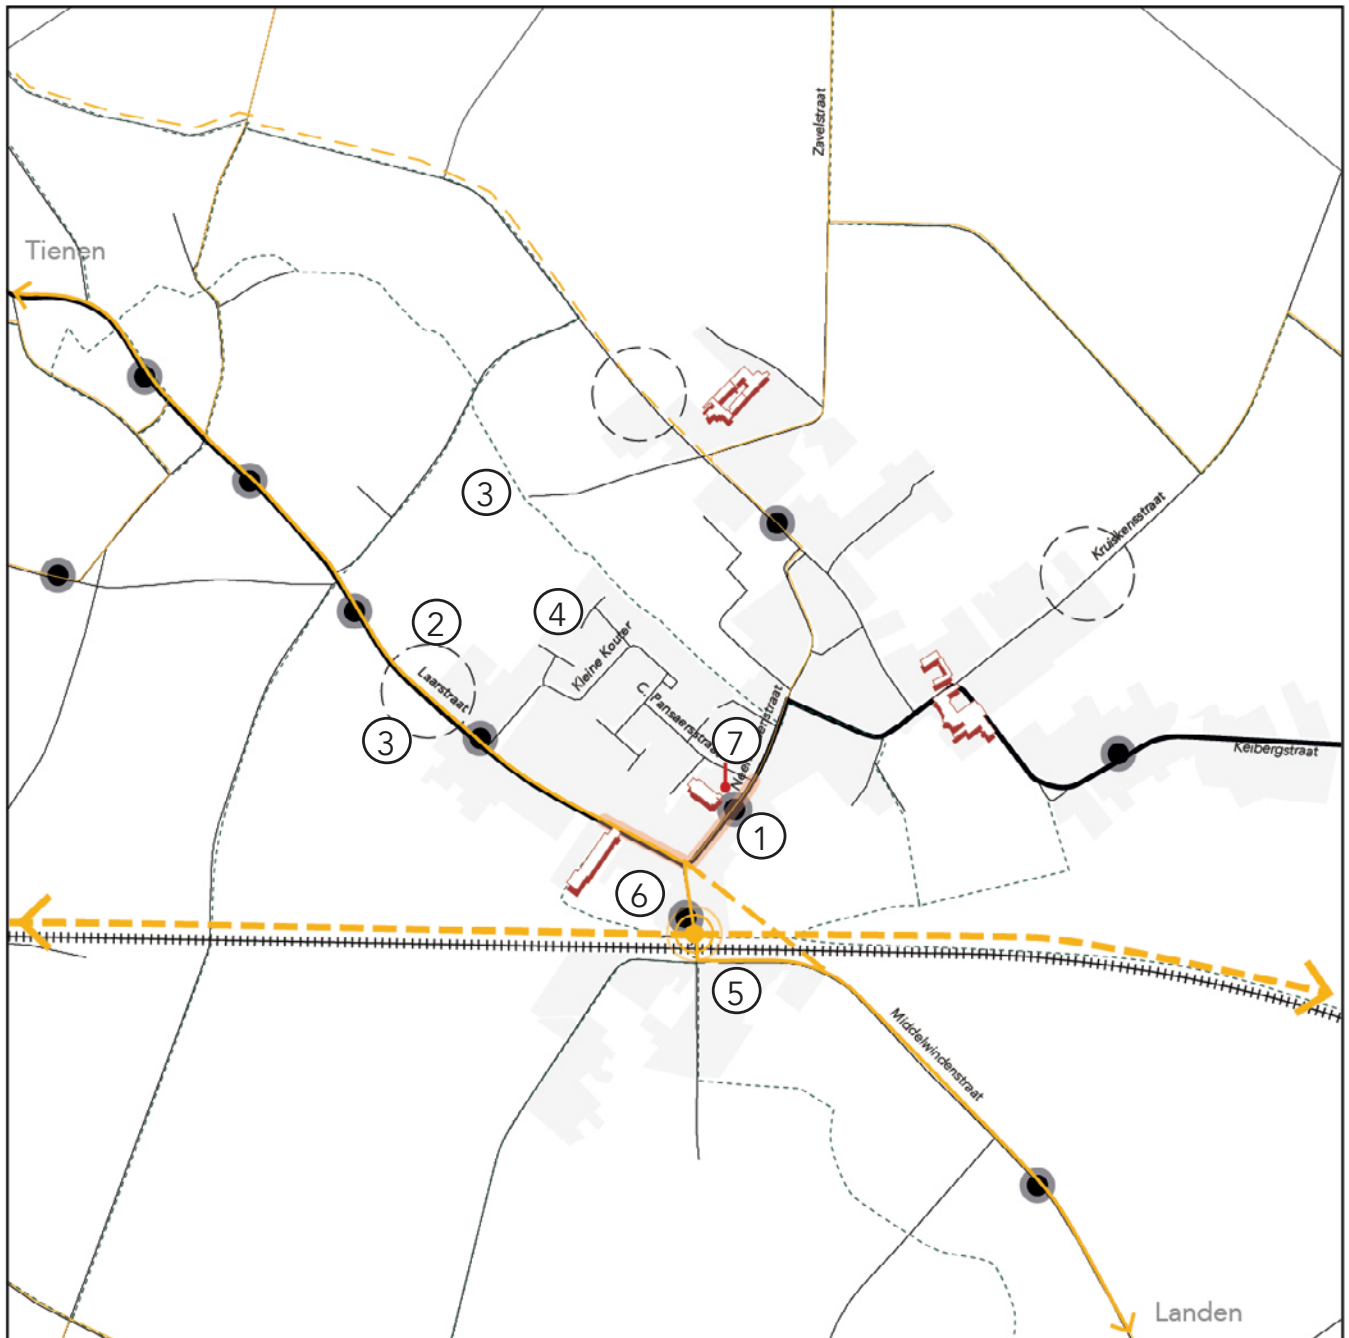 Zavelstraat
Tienen
Kruiskensstraat
3
4
2
Kleine Kouter
Laarstraat
C. Pansaersstraat
3
7
Keibergstraat
1
6
5
Middelwindenstraat
Landen